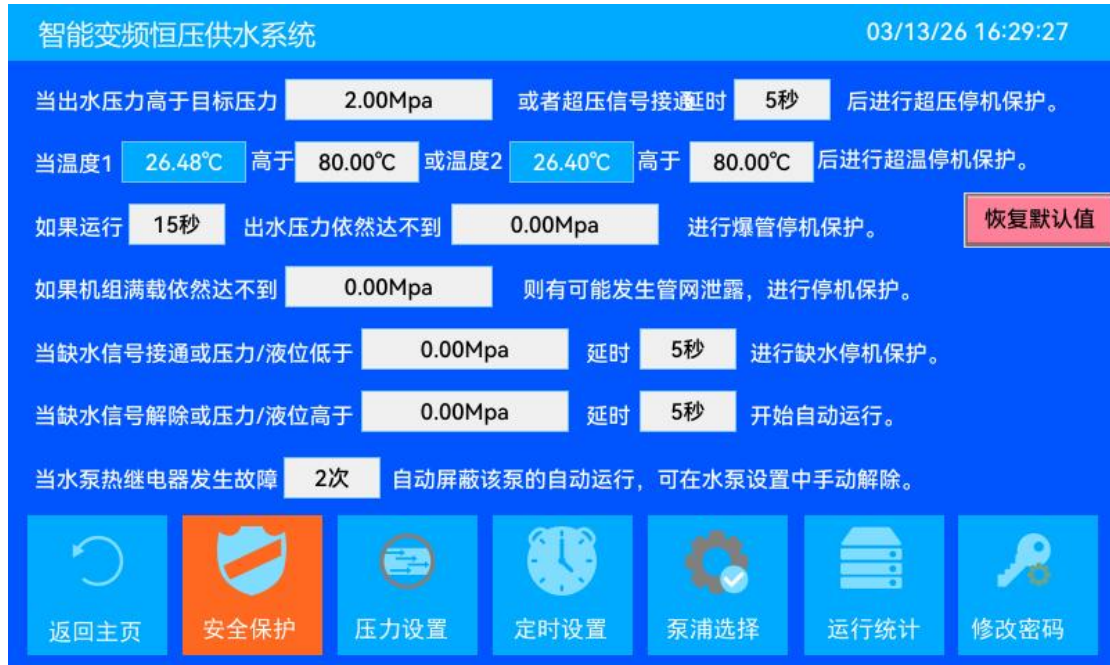 智能变频恒压供水系统 03/13/26 16:29:27
当出水压力高于目标压力 2.00Mpa 或者超压信号接通延时 5秒 后进行超压停机保护。
当温度1 26.48℃ 高于 80.00℃ 或温度2 26.40℃ 高于 80.00℃ 后进行超温停机保护。
如果运行 15秒 出水压力依然达不到 0.00Mpa 进行爆管停机保护。 恢复默认值
如果机组满载依然达不到 0.00Mpa 则有可能发生管网泄露，进行停机保护。
当缺水信号接通或压力/液位低于 0.00Mpa 延时 5秒 进行缺水停机保护。
当缺水信号解除或压力/液位高于 0.00Mpa 延时 5秒 开始自动运行。
当水泵热继电器发生故障 2次 自动屏蔽该泵的自动运行，可在水泵设置中手动解除。
返回主页 安全保护 压力设置 定时设置 泵浦选择 运行统计 修改密码